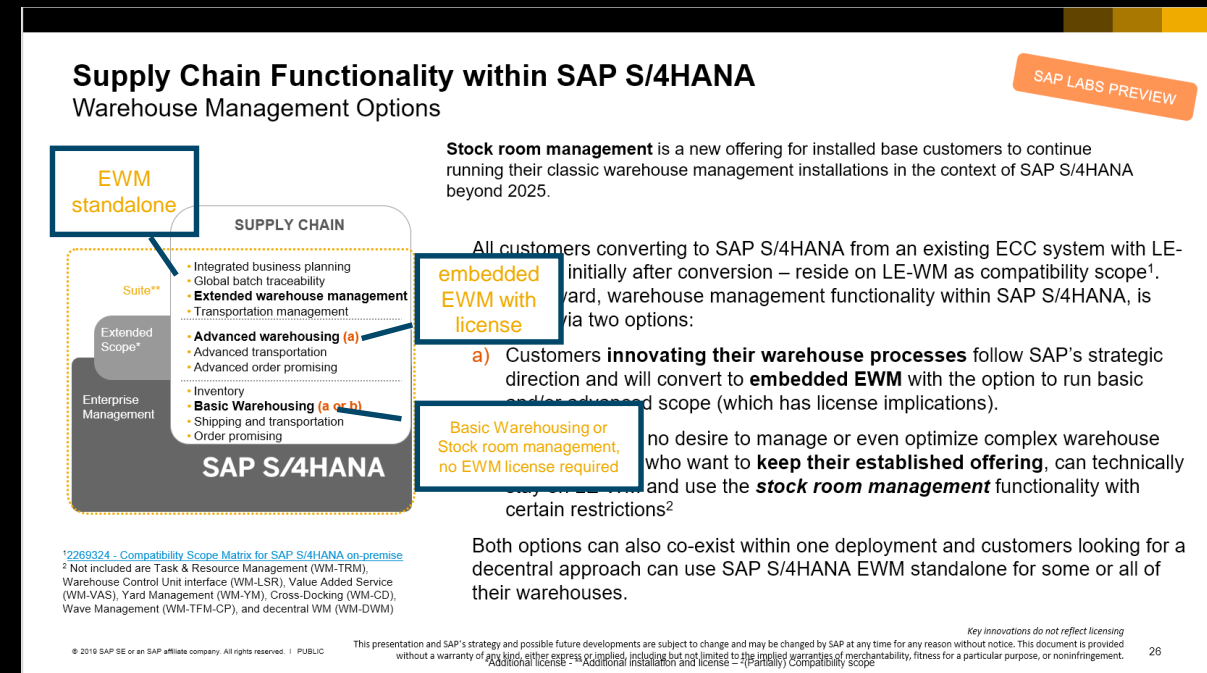 Supply Chain Functionality within SAP S/4HANA
Warehouse Management Options
SAP LABS PREVIEW
EWM
standalone
SUPPLY CHAIN
• Integrated business planning
• Global batch traceability
• Extended warehouse management
• Transportation management
• Advanced warehousing (a)
• Advanced transportation
• Advanced order promising
• Inventory
• Basic Warehousing (a or b)
• Shipping and transportation
• Order promising
Suite**
Extended
Scope*
Enterprise
Management
SAP S/4HANA
embedded
EWM with
license
Basic Warehousing or
Stock room management,
no EWM license required
Stock room management is a new offering for installed base customers to continue
running their classic warehouse management installations in the context of SAP S/4HANA
beyond 2025.
All customers converting to SAP S/4HANA from an existing ECC system with LE-
initially after conversion – reside on LE-WM as compatibility scope¹.
warehouse management functionality within SAP S/4HANA, is
via two options:
a) Customers innovating their warehouse processes follow SAP's strategic
direction and will convert to embedded EWM with the option to run basic
and/or advanced scope (which has license implications).
no desire to manage or even optimize complex warehouse
who want to keep their established offering, can technically
and use the stock room management functionality with
certain restrictions²
Both options can also co-exist within one deployment and customers looking for a
decentral approach can use SAP S/4HANA EWM standalone for some or all of
their warehouses.
¹2269324 - Compatibility Scope Matrix for SAP S/4HANA on-premise
² Not included are Task & Resource Management (WM-TRM),
Warehouse Control Unit interface (WM-LSR), Value Added Service
(WM-VAS), Yard Management (WM-YM), Cross-Docking (WM-CD),
Wave Management (WM-TFM-CP), and decentral WM (WM-DWM)
Key innovations do not reflect licensing
This presentation and SAP's strategy and possible future developments are subject to change and may be changed by SAP at any time for any reason without notice. This document is provided
without a warranty of any kind, either express or implied, including but not limited to the implied warranties of merchantability, fitness for a particular purpose, or noninfringement.
*Additional license - **Additional installation and license – ²(Partially) Compatibility scope
© 2019 SAP SE or an SAP affiliate company. All rights reserved. ǀ PUBLIC
26